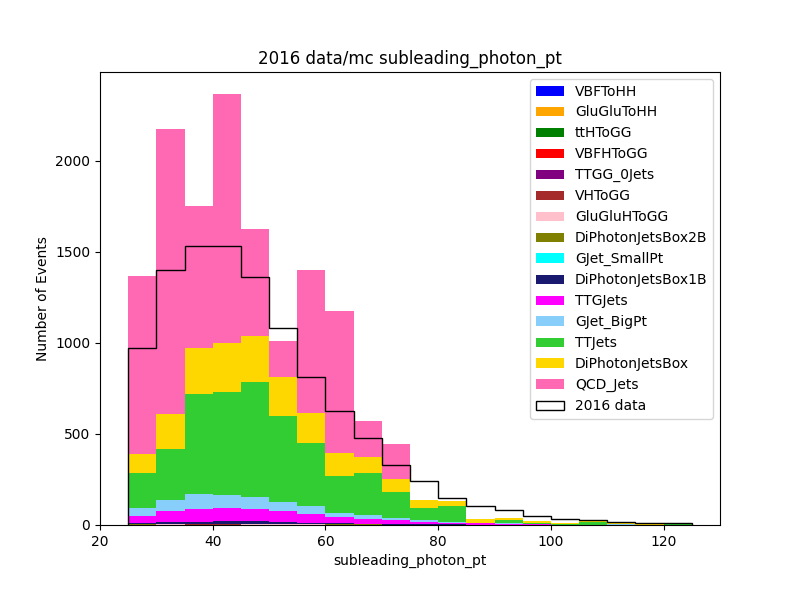 2016 data/mc subleading_photon_pt
Number of Events
2000
1500
1000
500
0
20
40
60
80
100
120
subleading_photon_pt
VBFToHH
GluGluToHH
ttHToGG
VBFHToGG
TTGG_0Jets
VHToGG
GluGluHToGG
DiPhotonJetsBox2B
GJet_SmallPt
DiPhotonJetsBox1B
TTGJets
GJet_BigPt
TTJets
DiPhotonJetsBox
QCD_Jets
2016 data